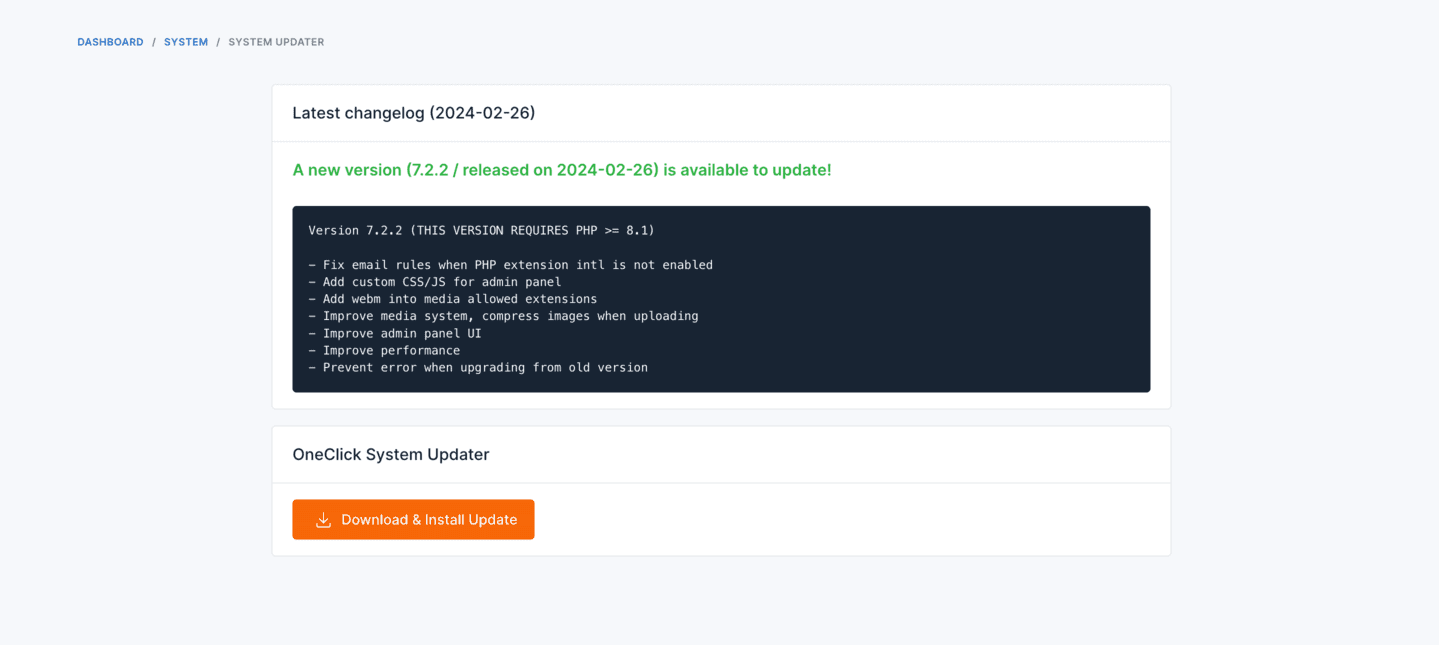 DASHBOARD / SYSTEM / SYSTEM UPDATER
Latest changelog (2024-02-26)
A new version (7.2.2 / released on 2024-02-26) is available to update!
Version 7.2.2 (THIS VERSION REQUIRES PHP >= 8.1)
– Fix email rules when PHP extension intl is not enabled
– Add custom CSS/JS for admin panel
– Add webm into media allowed extensions
– Improve media system, compress images when uploading
– Improve admin panel UI
– Improve performance
– Prevent error when upgrading from old version
OneClick System Updater
Download & Install Update